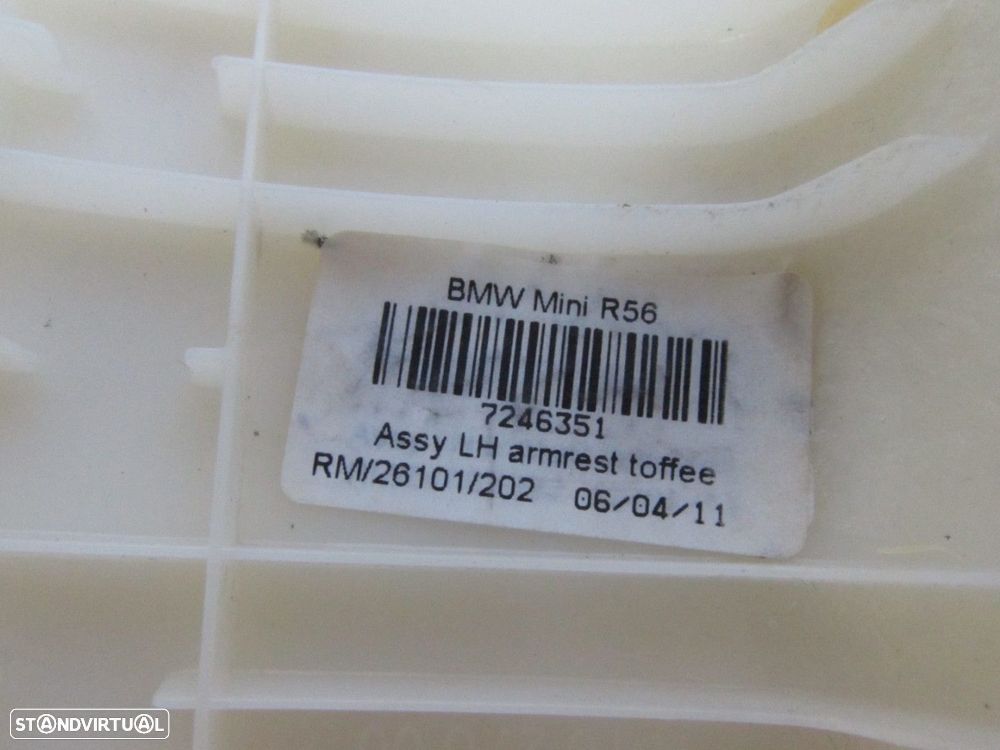 BMW Mini R56
7246351
Assy LH armrest toffee
RM/26101/202 06/04/11
STANDVIRTUAL